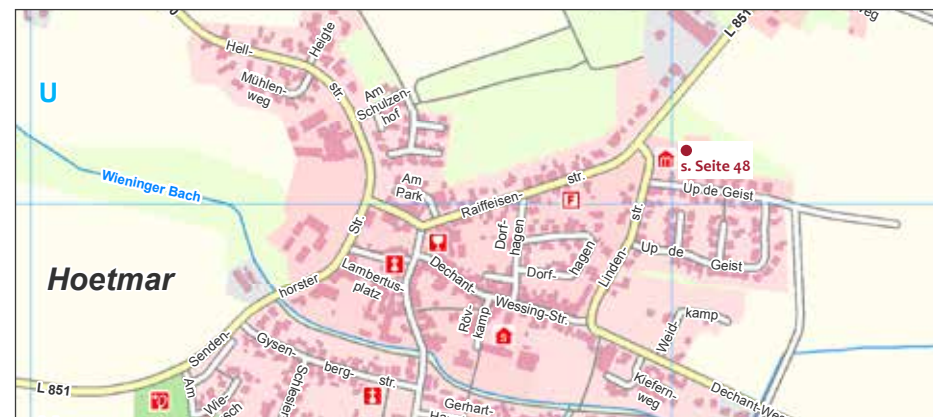 L 851
weg
Hell-
str.
Heigte
U
Mühlen-
weg
Am
Schulzen-
hof
s. Seite 48
Wieninger Bach
Am
Park
Raiffeisen-
str.
F
Up de Geist
Str.
Dorf-
hagen
Linden-
str.
Up de
Geist
Hoetmar
Lambertus-
platz
Dechant-
Dorf-
hagen
horster
Wessing-Str.
Röv-
kamp
Weid-
kamp
S
Senden-
Gysen-
berg-
str.
Kiefern-
weg
L 851
Am
Wie-
sch
Schlesier
Gerhart-
Dechant-We